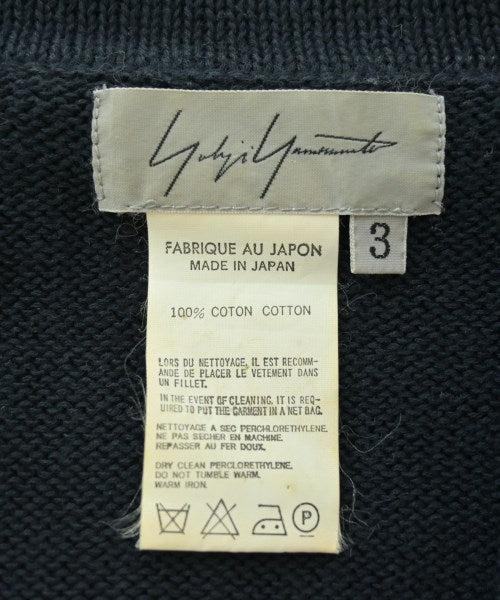 Yohji Yamamoto
3
FABRIQUE AU JAPON
MADE IN JAPAN
100% COTON COTTON
LORS DU NETTOYAGE, IL EST RECOMM-
ANDE DE PLACER LE VETEMENT DANS
UN FILLET.
IN THE EVENT OF CLEANING, IT IS REQ-
UIRED TO PUT THE GARMENT IN A NET BAG.
NETTOYAGE A SEC PERCHLORETHYLENE.
NE PAS SECHER EN MACHINE.
REPASSER AU FER DOUX.
DRY CLEAN PERCLORETHYLENE.
DO NOT TUMBLE WARM.
WARM IRON.
P